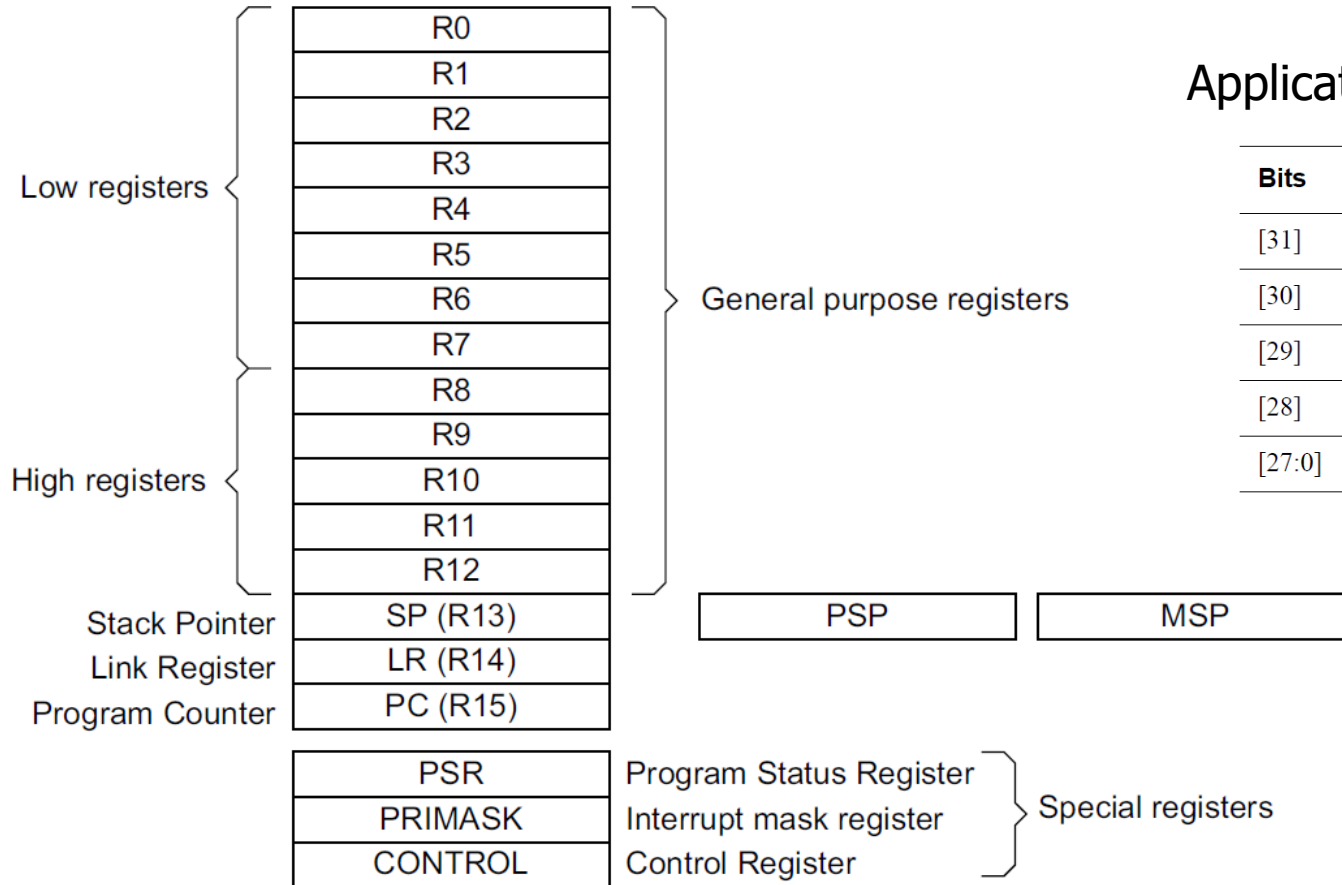 R0
R1
R2
R3
R4
R5
R6
R7
R8
R9
R10
R11
R12
SP (R13)
LR (R14)
PC (R15)
Low registers
High registers
Stack Pointer
Link Register
Program Counter
General purpose registers
PSP
MSP
PSR
PRIMASK
CONTROL
Program Status Register
Interrupt mask register
Control Register
Special registers
Applicat
Bits
[31]
[30]
[29]
[28]
[27:0]